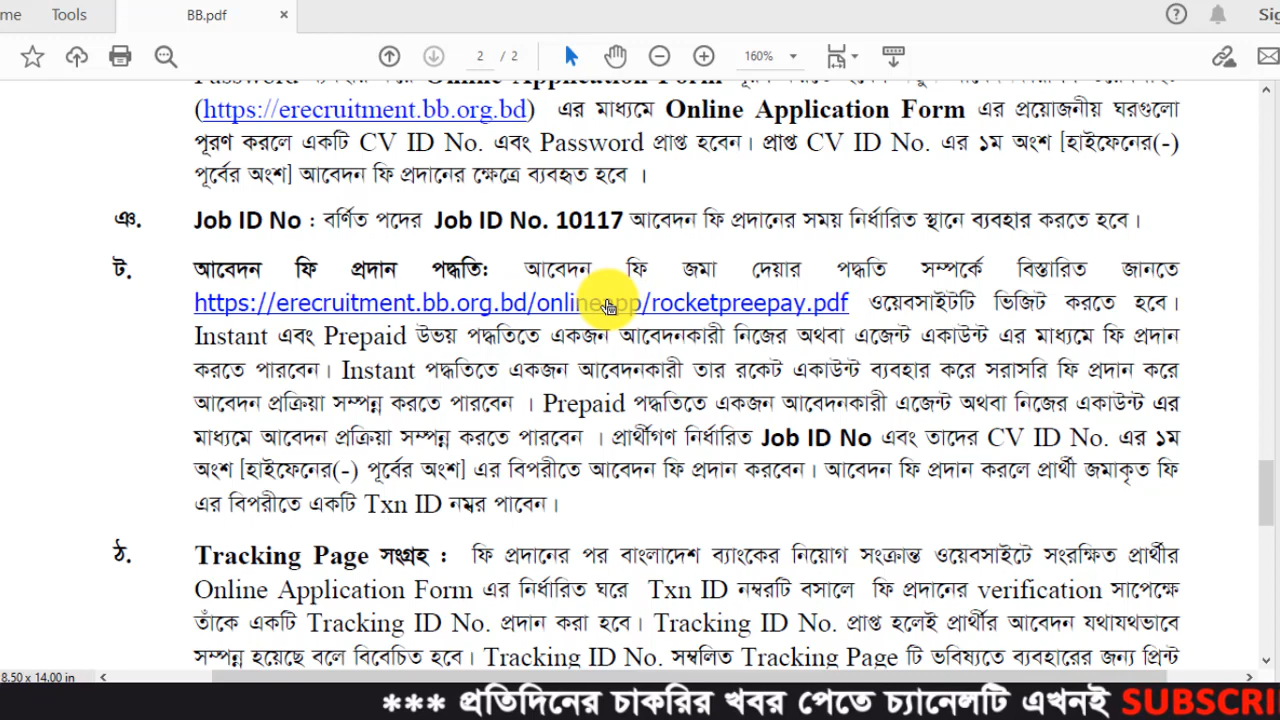 me Tools BB.pdf × Sig
2 / 2 160%
Password Online Application Form
(https://erecruitment.bb.org.bd) এর মাধ্যমে Online Application Form এর প্রয়োজনীয় ঘরগুলো
পূরণ করলে একটি CV ID No. এবং Password প্রাপ্ত হবেন। প্রাপ্ত CV ID No. এর ১ম অংশ [হাইফেনের(-)
পূর্বের অংশ] আবেদন ফি প্রদানের ক্ষেত্রে ব্যবহৃত হবে ।
ঞ. Job ID No : বর্ণিত পদের Job ID No. 10117 আবেদন ফি প্রদানের সময় নির্ধারিত স্থানে ব্যবহার করতে হবে।
ট. আবেদন ফি প্রদান পদ্ধতি: আবেদন ফি জমা দেয়ার পদ্ধতি সম্পর্কে বিস্তারিত জানতে
https://erecruitment.bb.org.bd/onlineapp/rocketpreepay.pdf ওয়েবসাইটটি ভিজিট করতে হবে।
Instant এবং Prepaid উভয় পদ্ধতিতে একজন আবেদনকারী নিজের অথবা এজেন্ট একাউন্ট এর মাধ্যমে ফি প্রদান
করতে পারবেন। Instant পদ্ধতিতে একজন আবেদনকারী তার রকেট একাউন্ট ব্যবহার করে সরাসরি ফি প্রদান করে
আবেদন প্রক্রিয়া সম্পন্ন করতে পারবেন । Prepaid পদ্ধতিতে একজন আবেদনকারী এজেন্ট অথবা নিজের একাউন্ট এর
মাধ্যমে আবেদন প্রক্রিয়া সম্পন্ন করতে পারবেন । প্রার্থীগণ নির্ধারিত Job ID No এবং তাদের CV ID No. এর ১ম
অংশ [হাইফেনের(-) পূর্বের অংশ] এর বিপরীতে আবেদন ফি প্রদান করবেন। আবেদন ফি প্রদান করলে প্রার্থী জমাকৃত ফি
এর বিপরীতে একটি Txn ID নম্বর পাবেন।
ঠ. Tracking Page সংগ্রহ : ফি প্রদানের পর বাংলাদেশ ব্যাংকের নিয়োগ সংক্রান্ত ওয়েবসাইটে সংরক্ষিত প্রার্থীর
Online Application Form এর নির্ধারিত ঘরে Txn ID নম্বরটি বসালে ফি প্রদানের verification সাপেক্ষে
তাঁকে একটি Tracking ID No. প্রদান করা হবে। Tracking ID No. প্রাপ্ত হলেই প্রার্থীর আবেদন যথাযথভাবে
সম্পন্ন হয়েছে বলে বিবেচিত হবে। Tracking ID No. সম্বলিত Tracking Page টি ভবিষ্যতে ব্যবহারের জন্য প্রিন্ট
8.50 x 14.00 in
*** প্রতিদিনের চাকরির খবর পেতে চ্যানেলটি এখনই SUBSCRI